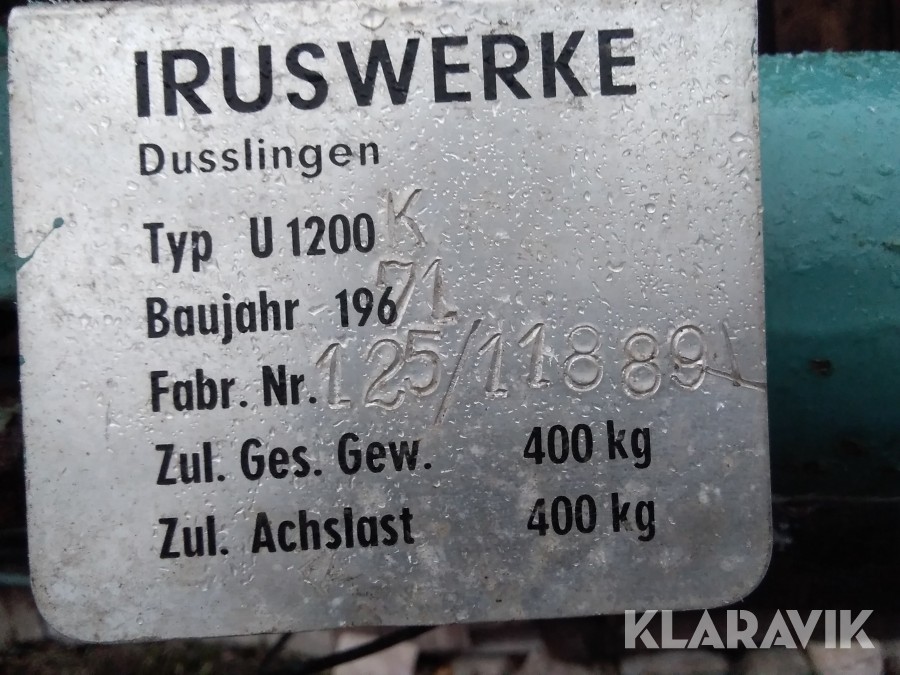 IRUSWERKE
Dusslingen
Typ U 1200 K
Baujahr 196 71
Fabr. Nr. 125/11889
Zul. Ges. Gew. 400 kg
Zul. Achslast 400 kg
KLARAVIK